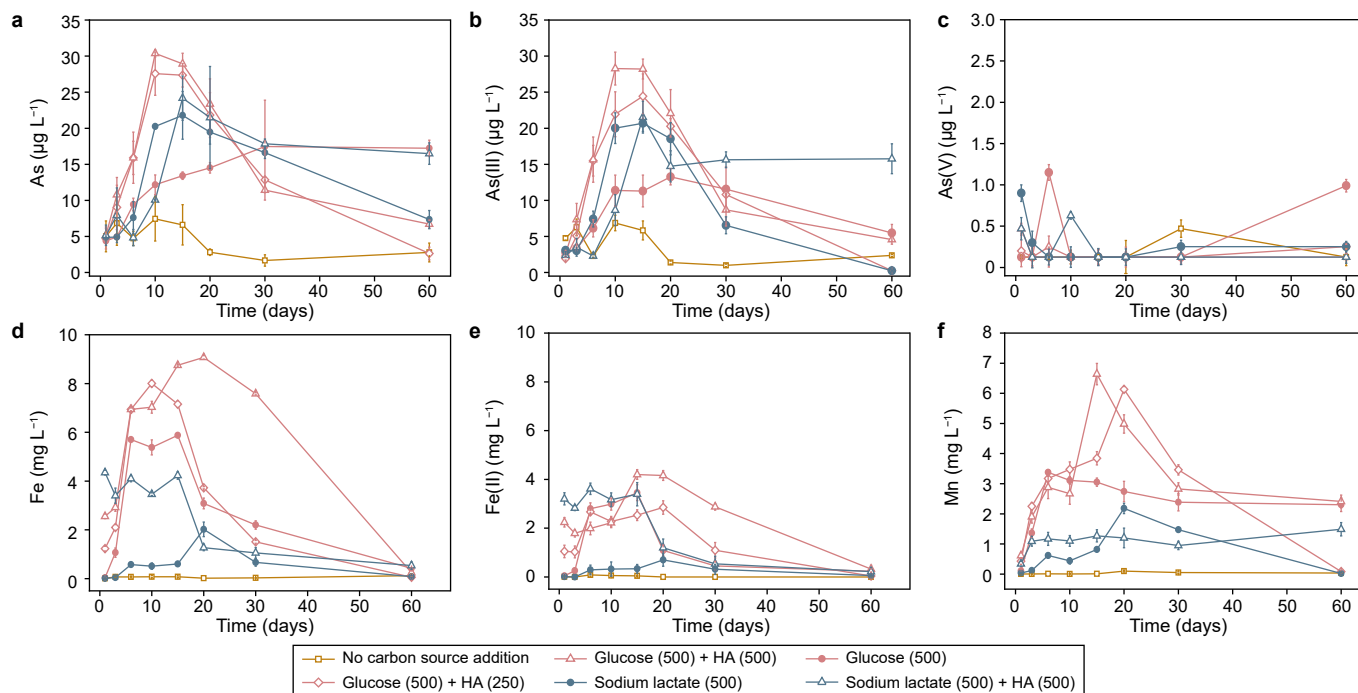 a
As (µg L⁻¹)
35
30
25
20
15
10
5
0
0 10 20 30 40 50 60
Time (days)
b
As(III) (µg L⁻¹)
35
30
25
20
15
10
5
0
0 10 20 30 40 50 60
Time (days)
c
As(V) (µg L⁻¹)
3.0
2.5
2.0
1.5
1.0
0.5
0
0 10 20 30 40 50 60
Time (days)
d
Fe (mg L⁻¹)
10
8
6
4
2
0
0 10 20 30 40 50 60
Time (days)
e
Fe(II) (mg L⁻¹)
10
8
6
4
2
0
0 10 20 30 40 50 60
Time (days)
f
Mn (mg L⁻¹)
8
7
6
5
4
3
2
1
0
0 10 20 30 40 50 60
Time (days)
No carbon source addition Glucose (500) + HA (500) Glucose (500)
Glucose (500) + HA (250) Sodium lactate (500) Sodium lactate (500) + HA (500)